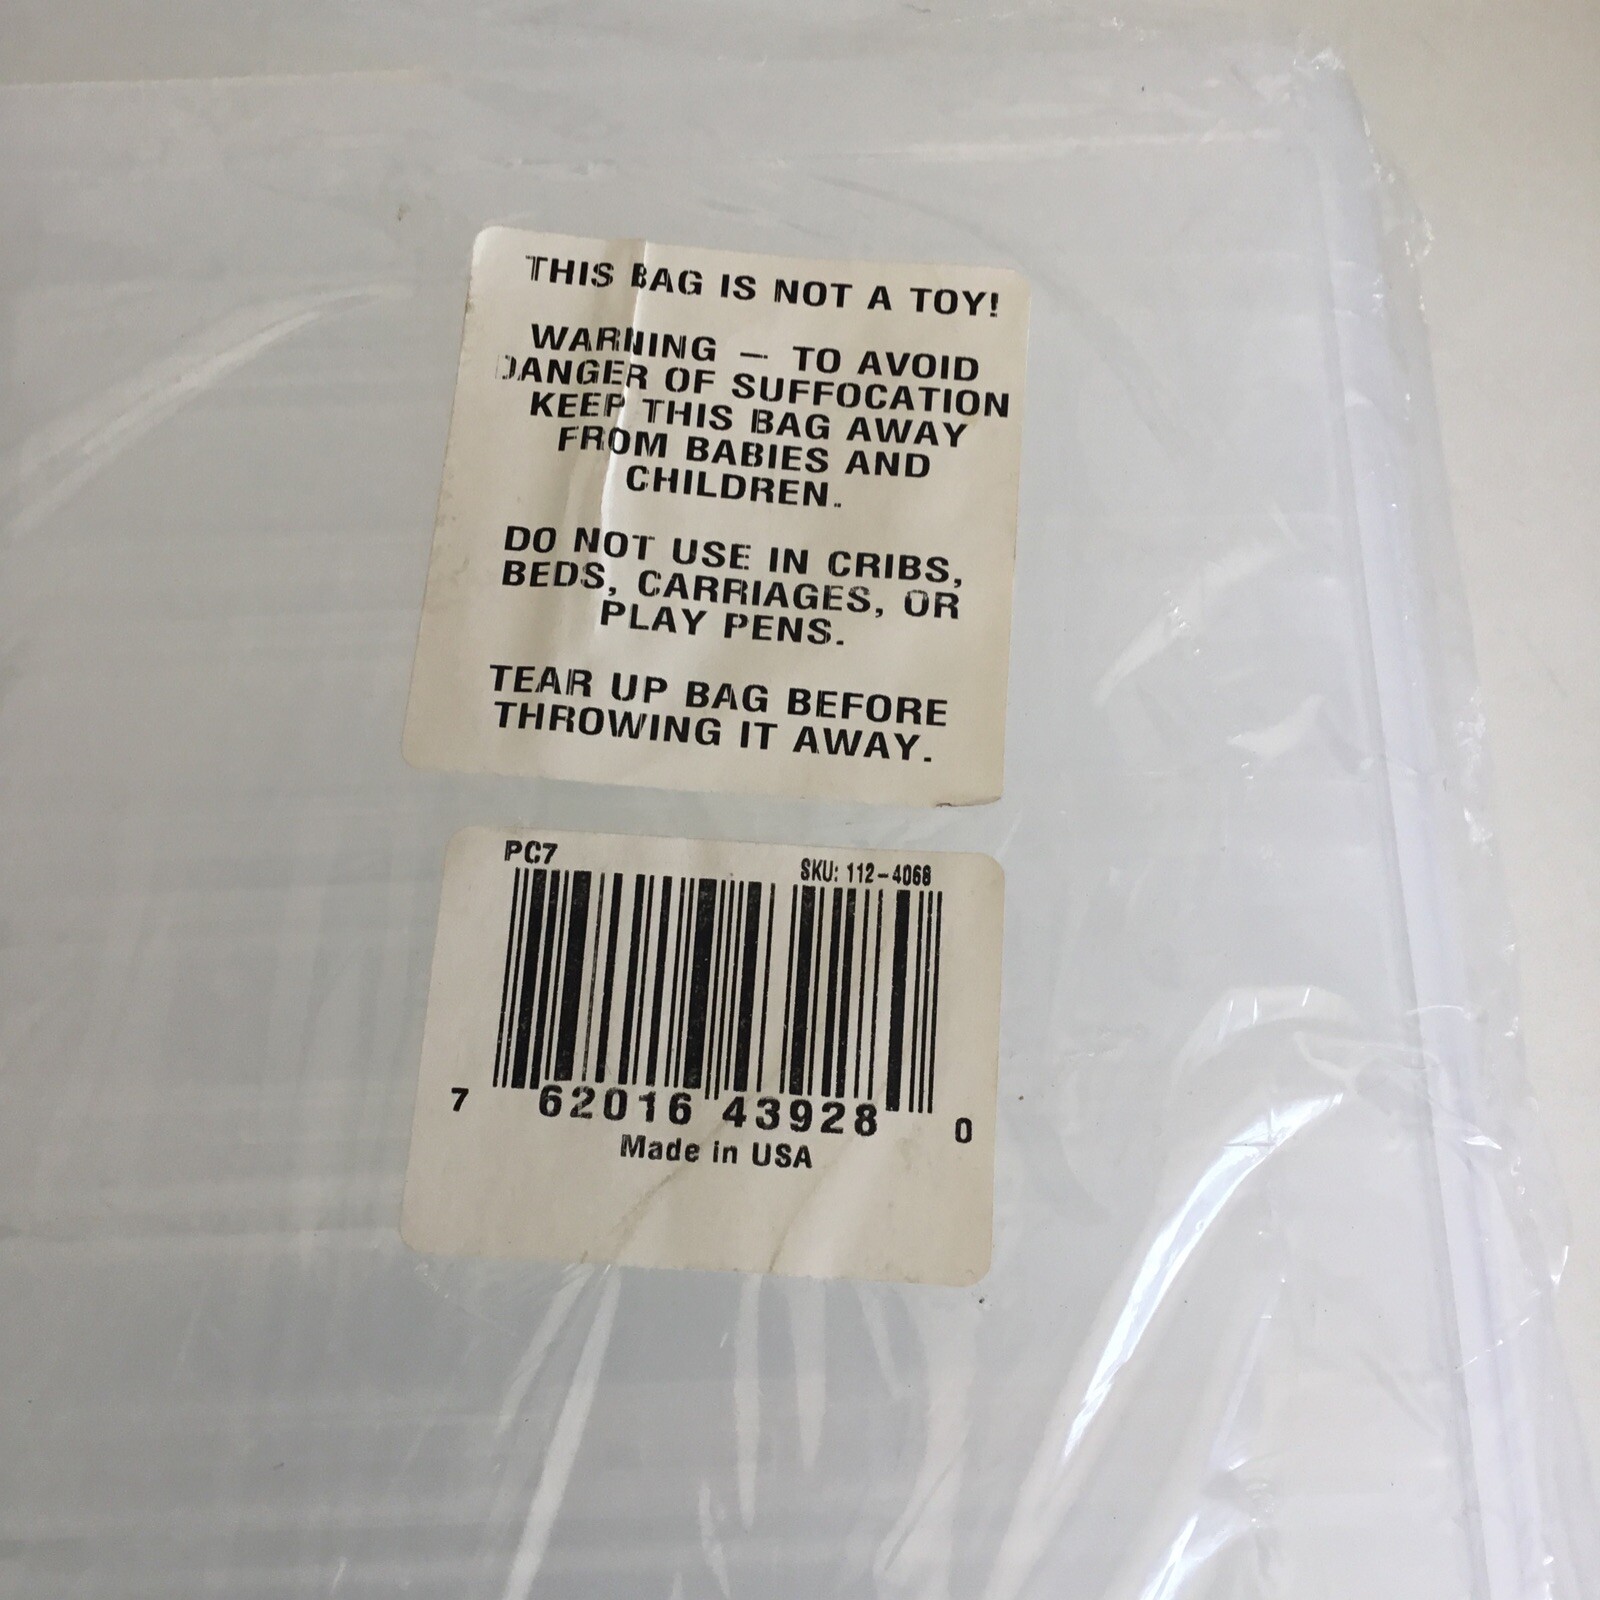 THIS BAG IS NOT A TOY!
WARNING – TO AVOID
DANGER OF SUFFOCATION
KEEP THIS BAG AWAY
FROM BABIES AND
CHILDREN.
DO NOT USE IN CRIBS,
BEDS, CARRIAGES, OR
PLAY PENS.
TEAR UP BAG BEFORE
THROWING IT AWAY.
PC7 SKU: 112-4068
7 62016 43928 0
Made in USA